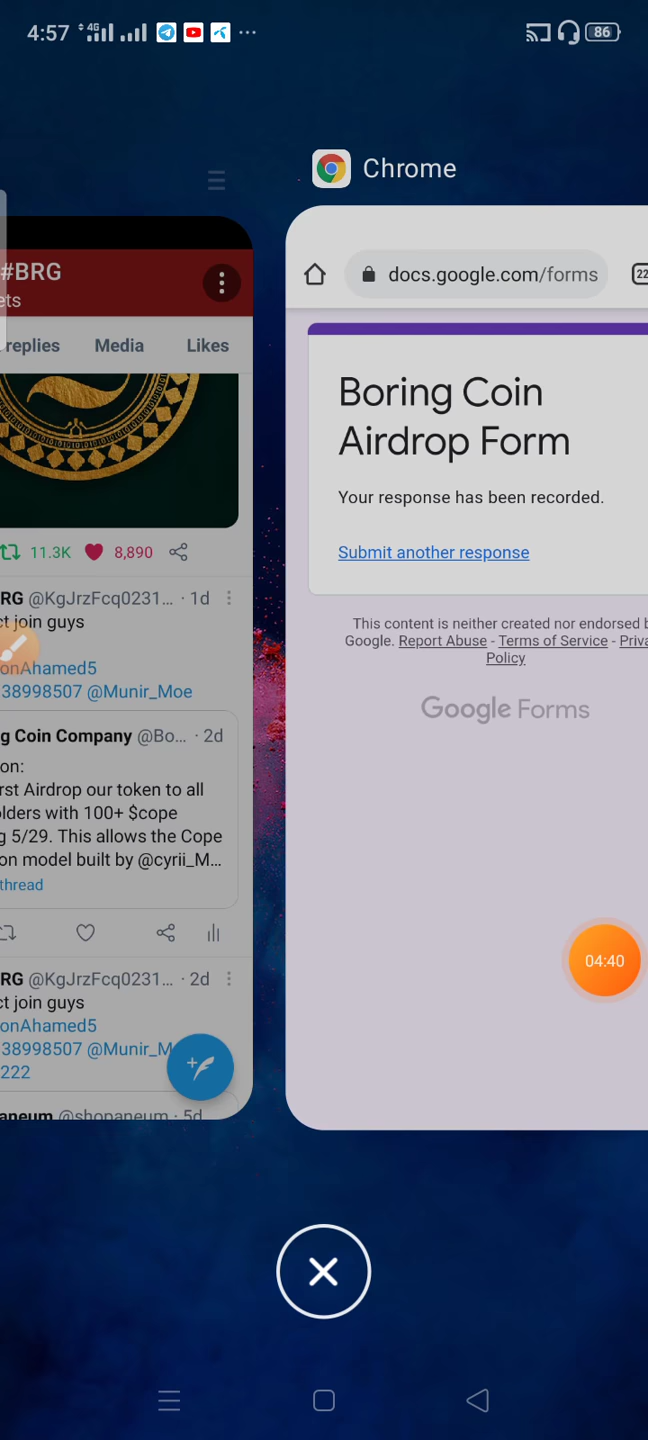 4:57
4G
86
Chrome
#BRG
ets
replies Media Likes
11.3K 8,890
RG @KgJrzFcq0231... · 1d
ct join guys
onAhamed5
38998507 @Munir_Moe
g Coin Company @Bo... · 2d
on:
rst Airdrop our token to all
olders with 100+ $cope
g 5/29. This allows the Cope
on model built by @cyrii_M...
thread
RG @KgJrzFcq0231... · 2d
ct join guys
onAhamed5
38998507 @Munir_M
222
aneum @shopaneum · 5d
docs.google.com/forms
22
Boring Coin
Airdrop Form
Your response has been recorded.
Submit another response
This content is neither created nor endorsed b
Google. Report Abuse - Terms of Service - Priva
Policy
Google Forms
04:40